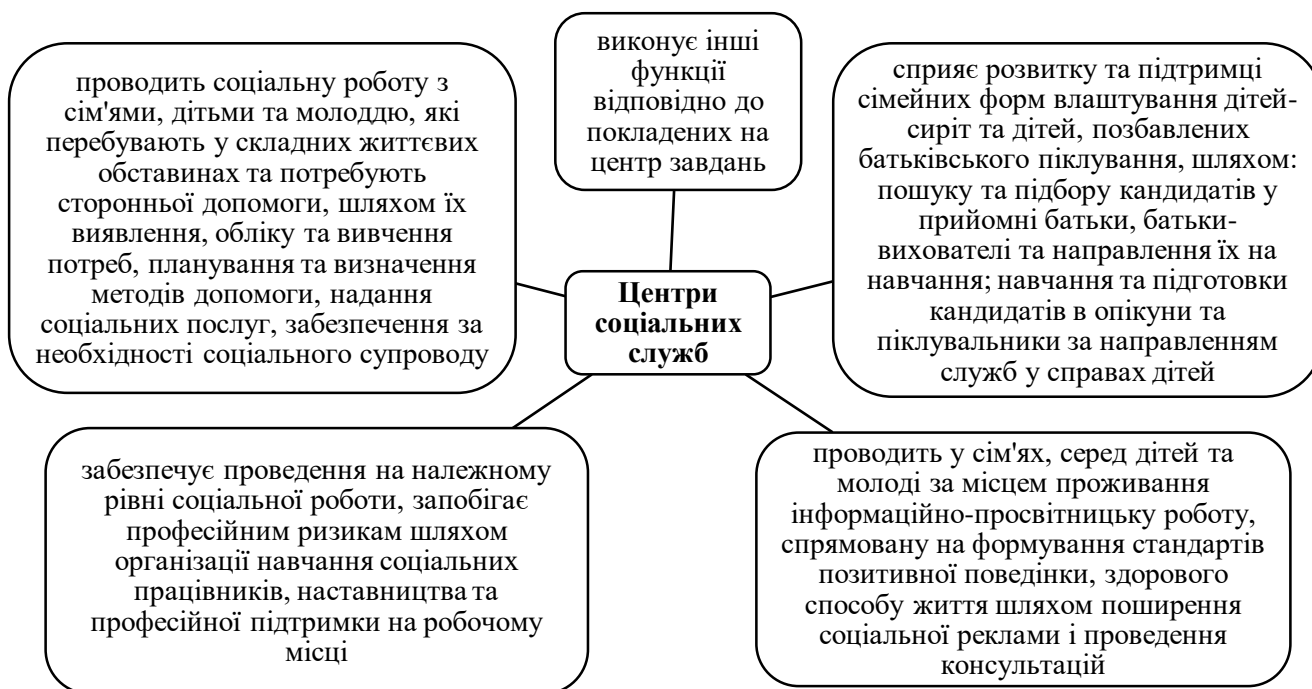 виконує інші
функції
відповідно до
покладених на
центр завдань
проводить соціальну роботу з
сім'ями, дітьми та молоддю, які
перебувають у складних життєвих
обставинах та потребують
сторонньої допомоги, шляхом їх
виявлення, обліку та вивчення
потреб, планування та визначення
методів допомоги, надання
соціальних послуг, забезпечення за
необхідності соціального супроводу
сприяє розвитку та підтримці
сімейних форм влаштування дітей-
сиріт та дітей, позбавлених
батьківського піклування, шляхом:
пошуку та підбору кандидатів у
прийомні батьки, батьки-
вихователі та направлення їх на
навчання; навчання та підготовки
кандидатів в опікуни та
піклувальники за направленням
служб у справах дітей
Центри
соціальних
служб
забезпечує проведення на належному
рівні соціальної роботи, запобігає
професійним ризикам шляхом
організації навчання соціальних
працівників, наставництва та
професійної підтримки на робочому
місці
проводить у сім'ях, серед дітей та
молоді за місцем проживання
інформаційно-просвітницьку роботу,
спрямовану на формування стандартів
позитивної поведінки, здорового
способу життя шляхом поширення
соціальної реклами і проведення
консультацій